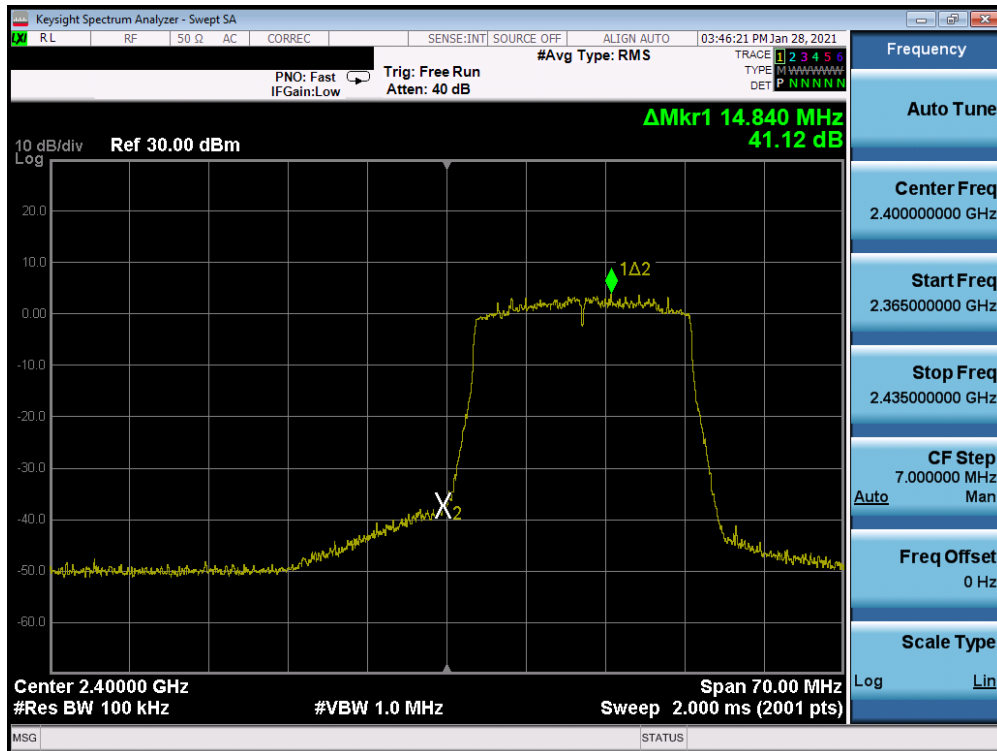 Keysight Spectrum Analyzer - Swept SA
LXI RL RF 50 Ω AC CORREC SENSE:INT SOURCE OFF ALIGN AUTO 03:46:21 PM Jan 28, 2021
#Avg Type: RMS
TRACE 1 2 3 4 5 6
PNO: Fast Trig: Free Run
TYPE M W W W W W
IFGain:Low Atten: 40 dB
DET P N N N N N
Frequency
ΔMkr1 14.840 MHz
41.12 dB
10 dB/div Ref 30.00 dBm
Log
20.0
10.0
0.00
-10.0
-20.0
-30.0
-40.0
-50.0
-60.0
1Δ2
X2
Center 2.40000 GHz Span 70.00 MHz
#Res BW 100 kHz #VBW 1.0 MHz Sweep 2.000 ms (2001 pts)
Auto Tune
Center Freq
2.400000000 GHz
Start Freq
2.365000000 GHz
Stop Freq
2.435000000 GHz
CF Step
7.000000 MHz
Auto Man
Freq Offset
0 Hz
Scale Type
Log Lin
MSG STATUS